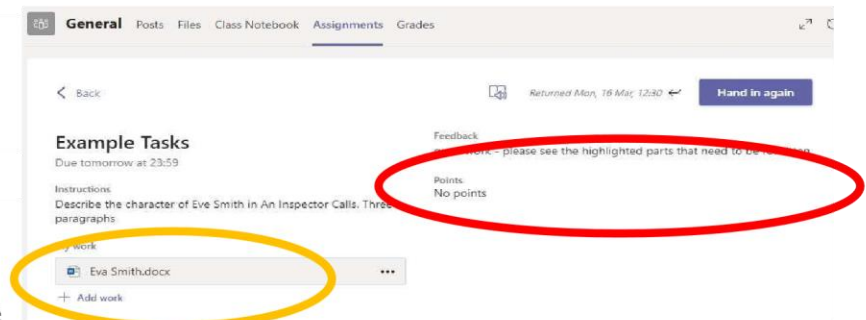 General Posts Files Class Notebook Assignments Grades
Back
Returned Mon, 16 Mar, 12:30
Hand in again
Example Tasks
Due tomorrow at 23:59
Instructions
Describe the character of Eve Smith in An Inspector Calls. Three
paragraphs
work
Eva Smith.docx
+ Add work
Feedback
- please see the highlighted parts that need to be
Points
No points